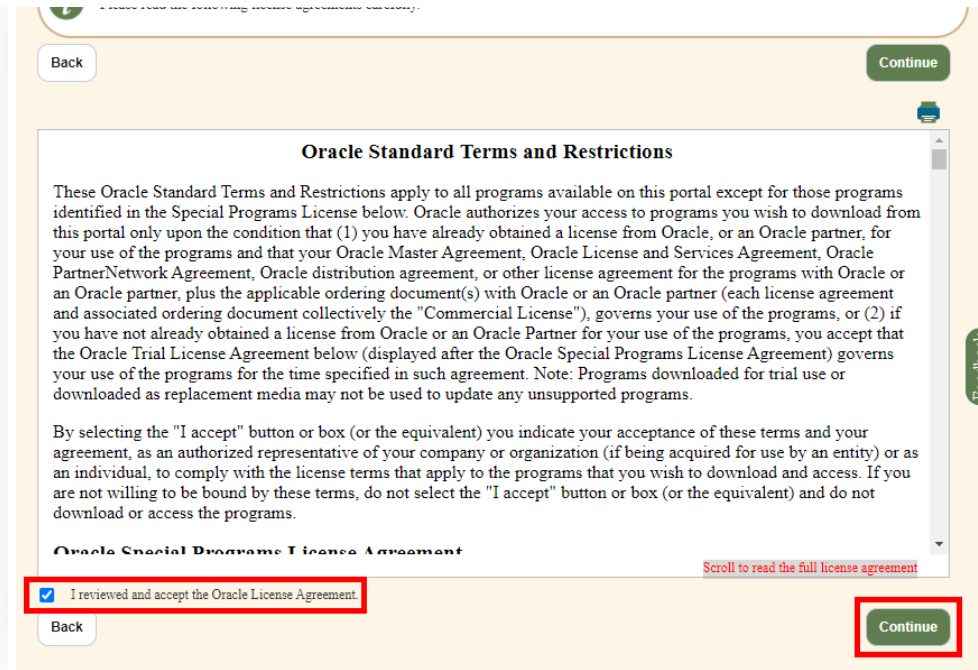 Please read the following license agreements carefully.
Back
Continue
Oracle Standard Terms and Restrictions
These Oracle Standard Terms and Restrictions apply to all programs available on this portal except for those programs
identified in the Special Programs License below. Oracle authorizes your access to programs you wish to download from
this portal only upon the condition that (1) you have already obtained a license from Oracle, or an Oracle partner, for
your use of the programs and that your Oracle Master Agreement, Oracle License and Services Agreement, Oracle
PartnerNetwork Agreement, Oracle distribution agreement, or other license agreement for the programs with Oracle or
an Oracle partner, plus the applicable ordering document(s) with Oracle or an Oracle partner (each license agreement
and associated ordering document collectively the "Commercial License"), governs your use of the programs, or (2) if
you have not already obtained a license from Oracle or an Oracle Partner for your use of the programs, you accept that
the Oracle Trial License Agreement below (displayed after the Oracle Special Programs License Agreement) governs
your use of the programs for the time specified in such agreement. Note: Programs downloaded for trial use or
downloaded as replacement media may not be used to update any unsupported programs.
By selecting the "I accept" button or box (or the equivalent) you indicate your acceptance of these terms and your
agreement, as an authorized representative of your company or organization (if being acquired for use by an entity) or as
an individual, to comply with the license terms that apply to the programs that you wish to download and access. If you
are not willing to be bound by these terms, do not select the "I accept" button or box (or the equivalent) and do not
download or access the programs.
Oracle Special Programs License Agreement
Scroll to read the full license agreement
I reviewed and accept the Oracle License Agreement.
Back
Continue